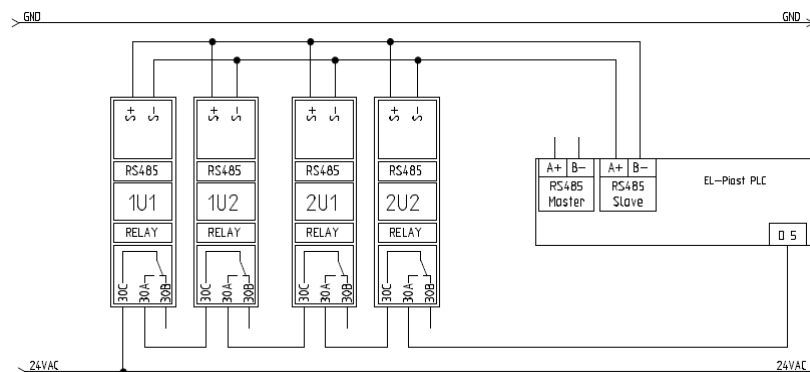 GND GND
S+ S- S+ S- S+ S- S+ S-
RS485 RS485 RS485 RS485
1U1 1U2 2U1 2U2
RELAY RELAY RELAY RELAY
30C 30A 30B 30C 30A 30B 30C 30A 30B 30C 30A 30B
A+ B- A+ B-
RS485 RS485
Master Slave
EL-Piast PLC
O 5
24VAC 24VAC